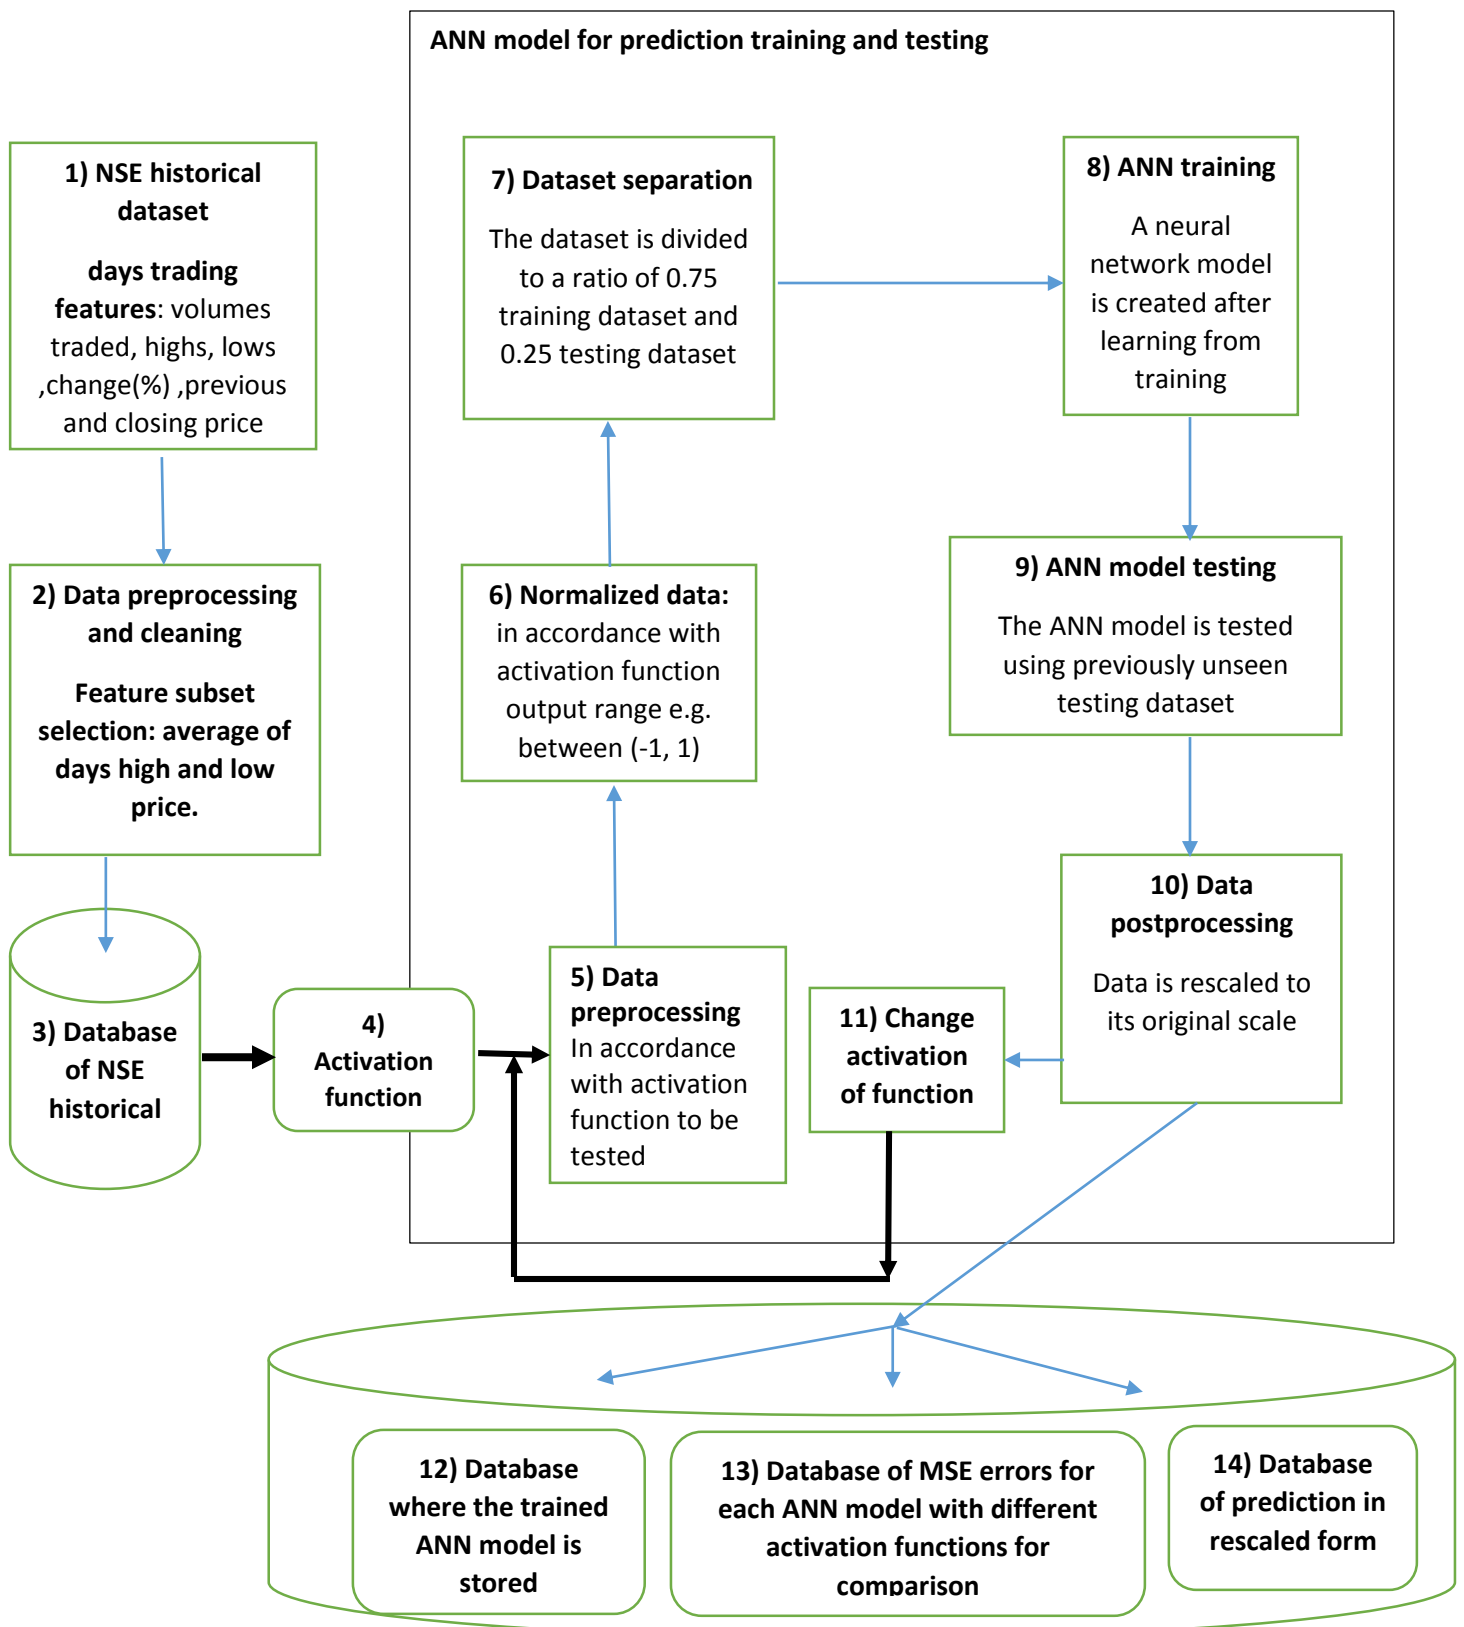 ANN model for prediction training and testing
1) NSE historical
dataset
days trading
features: volumes
traded, highs, lows
,change(%) ,previous
and closing price
2) Data preprocessing
and cleaning
Feature subset
selection: average of
days high and low
price.
3) Database
of NSE
historical
4)
Activation
function
5) Data
preprocessing
In accordance
with activation
function to be
tested
6) Normalized data:
in accordance with
activation function
output range e.g.
between (-1, 1)
7) Dataset separation
The dataset is divided
to a ratio of 0.75
training dataset and
0.25 testing dataset
8) ANN training
A neural
network model
is created after
learning from
training
9) ANN model testing
The ANN model is tested
using previously unseen
testing dataset
10) Data
postprocessing
Data is rescaled to
its original scale
11) Change
activation
of function
12) Database
where the trained
ANN model is
stored
13) Database of MSE errors for
each ANN model with different
activation functions for
comparison
14) Database
of prediction in
rescaled form